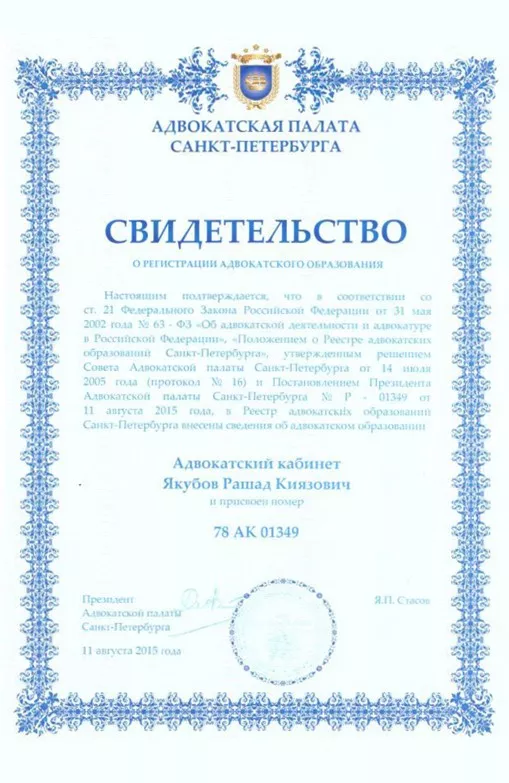 АДВОКАТСКАЯ ПАЛАТА
САНКТ-ПЕТЕРБУРГА
СВИДЕТЕЛЬСТВО
О РЕГИСТРАЦИИ АДВОКАТСКОГО ОБРАЗОВАНИЯ
Настоящим подтверждается, что в соответствии со
ст. 21 Федерального Закона Российской Федерации от 31 мая
2002 года № 63 - ФЗ «Об адвокатской деятельности и адвокатуре
в Российской Федерации», «Положением о Реестре адвокатских
образований Санкт-Петербурга», утвержденным решением
Совета Адвокатской палаты Санкт-Петербурга от 14 июля
2005 года (протокол № 16) и Постановлением Президента
Адвокатской палаты Санкт-Петербурга № Р - 01349 от
11 августа 2015 года, в Реестр адвокатских образований
Санкт-Петербурга внесены сведения об адвокатском образовании
Адвокатский кабинет
Якубов Рашад Киязович
и присвоен номер
78 АК 01349
Президент
Адвокатской палаты
Санкт-Петербурга
Я.П. Стасов
11 августа 2015 года